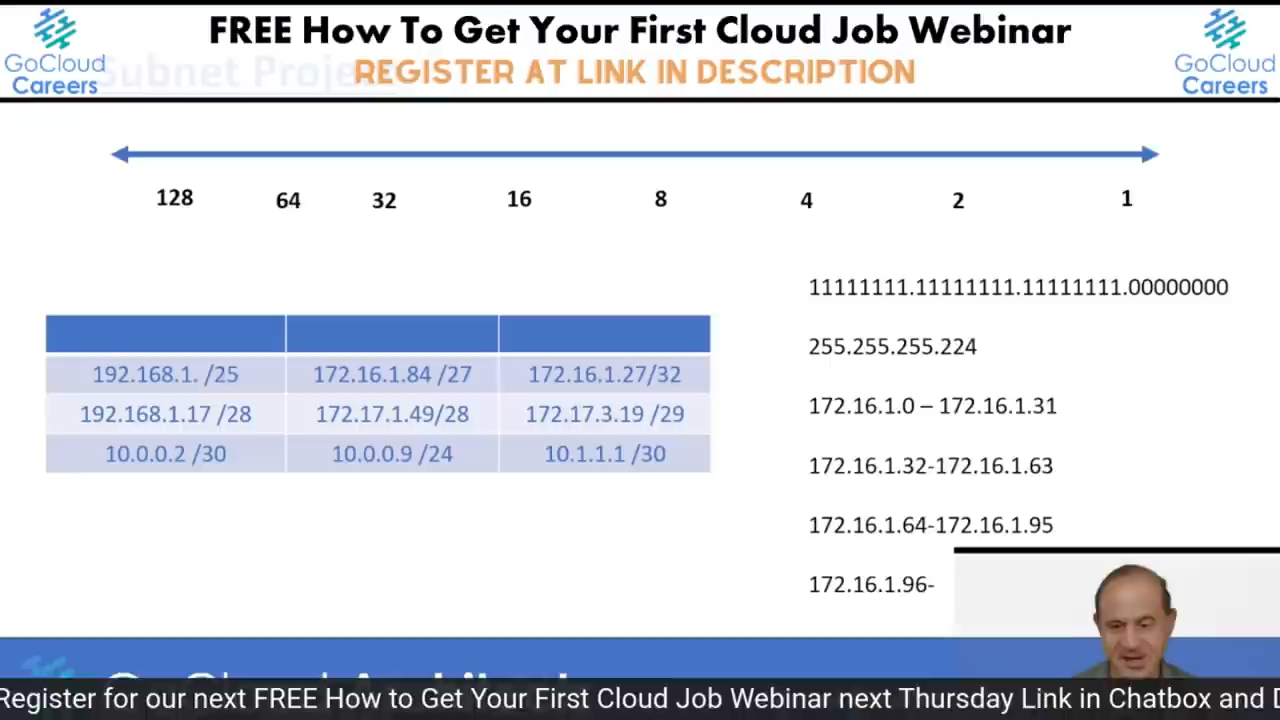 FREE How To Get Your First Cloud Job Webinar
REGISTER AT LINK IN DESCRIPTION
GoCloud
Careers
GoCloud
Careers
Subnet Project
128 64 32 16 8 4 2 1
11111111.11111111.11111111.00000000
255.255.255.224
172.16.1.0 – 172.16.1.31
172.16.1.32-172.16.1.63
172.16.1.64-172.16.1.95
172.16.1.96-
192.168.1. /25 172.16.1.84 /27 172.16.1.27/32
192.168.1.17 /28 172.17.1.49/28 172.17.3.19 /29
10.0.0.2 /30 10.0.0.9 /24 10.1.1.1 /30
Register for our next FREE How to Get Your First Cloud Job Webinar next Thursday Link in Chatbox and